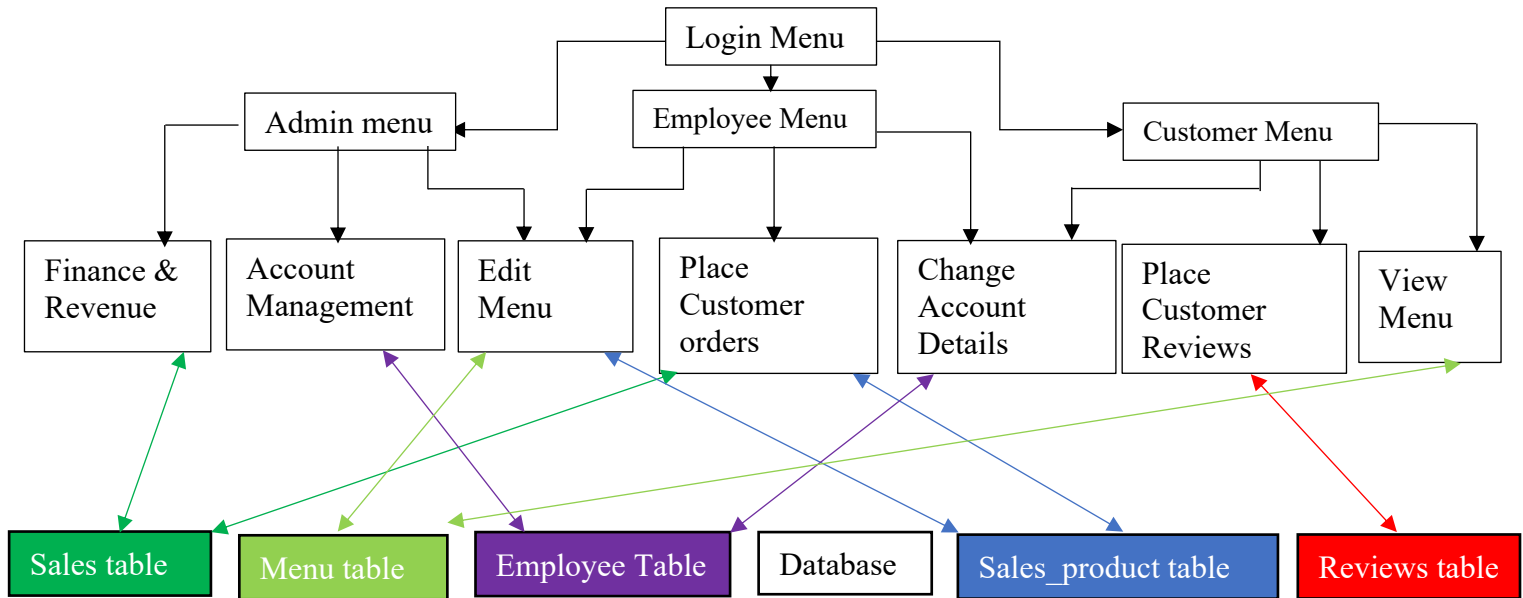 Login Menu
Admin menu
Employee Menu
Customer Menu
Finance &
Revenue
Account
Management
Edit
Menu
Place
Customer
orders
Change
Account
Details
Place
Customer
Reviews
View
Menu
Sales table
Menu table
Employee Table
Database
Sales_product table
Reviews table